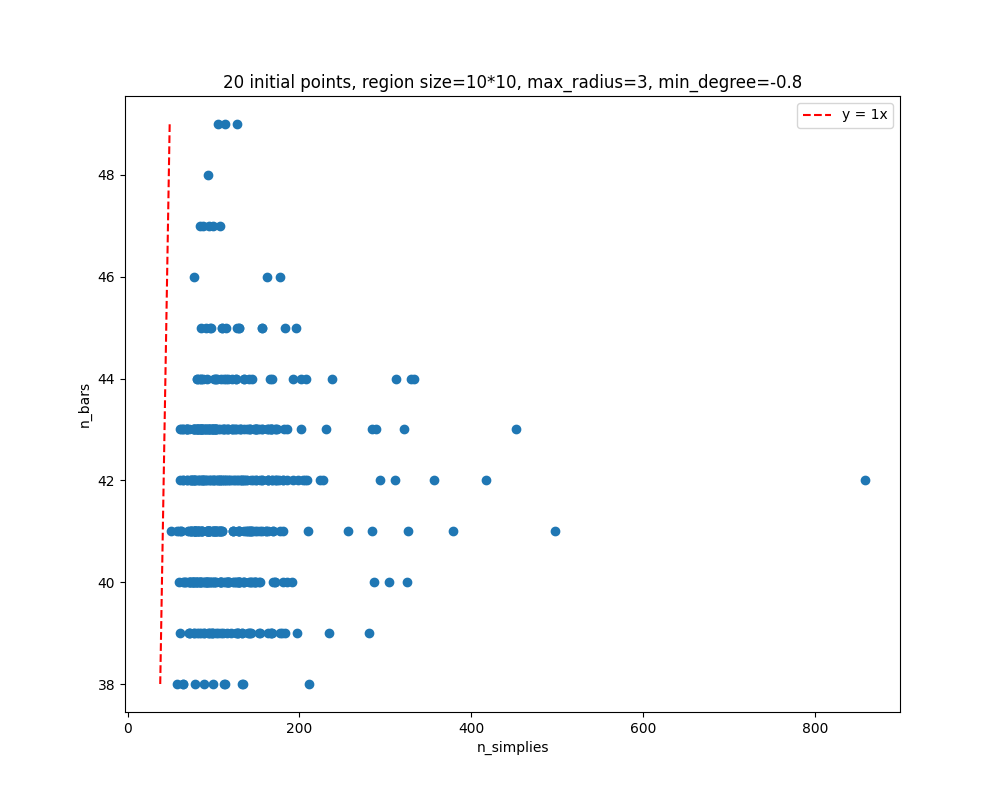 20 initial points, region size=10*10, max_radius=3, min_degree=-0.8
y = 1x
48
46
44
42
40
38
n_bars
0 200 400 600 800
n_simplies